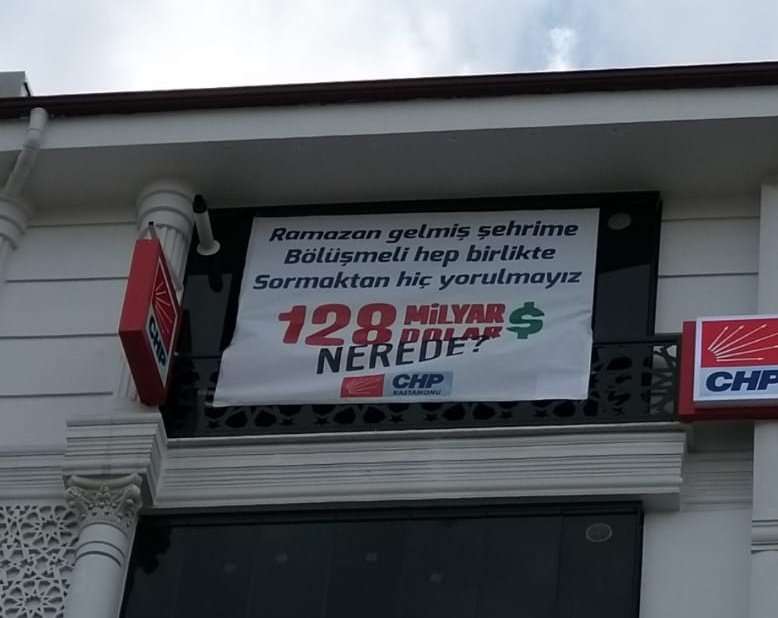 Ramazan gelmiş şehrime
Bölüşmeli hep birlikte
Sormaktan hiç yorulmayız
128 MİLYAR DOLAR $
NEREDE?
CHP
KASTAMONU
CHP
CHP